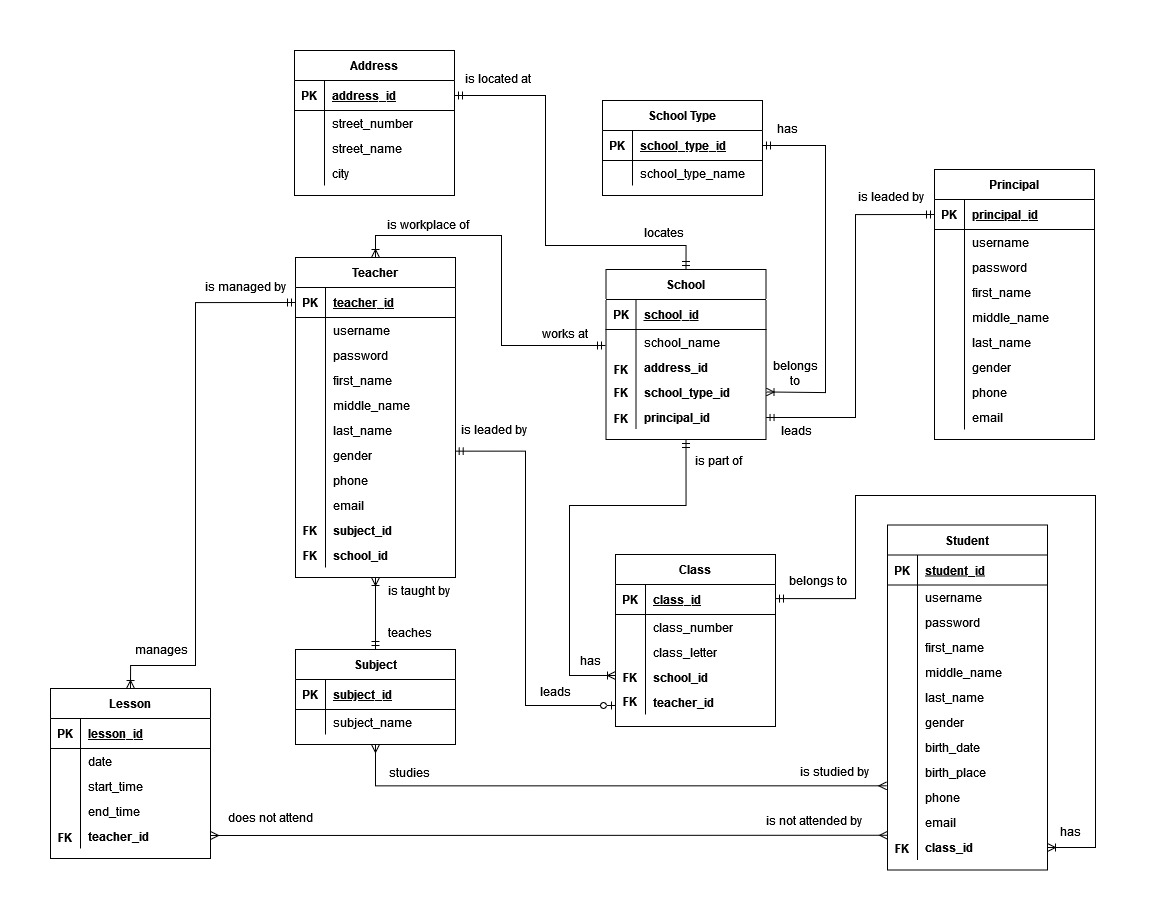 Address
PK address_id
street_number
street_name
city
is located at
School Type
PK school_type_id
school_type_name
has
Principal
PK principal_id
username
password
first_name
middle_name
last_name
gender
phone
email
is leaded by
is workplace of
locates
Teacher
PK teacher_id
username
password
first_name
middle_name
last_name
gender
phone
email
FK subject_id
FK school_id
is managed by
works at
School
PK school_id
school_name
FK address_id
FK school_type_id
FK principal_id
belongs
to
leads
is leaded by
is part of
is taught by
teaches
Class
PK class_id
class_number
class_letter
FK school_id
FK teacher_id
belongs to
has
leads
Student
PK student_id
username
password
first_name
middle_name
last_name
gender
birth_date
birth_place
phone
email
FK class_id
has
manages
Subject
PK subject_id
subject_name
Lesson
PK lesson_id
date
start_time
end_time
FK teacher_id
studies
is studied by
does not attend
is not attended by